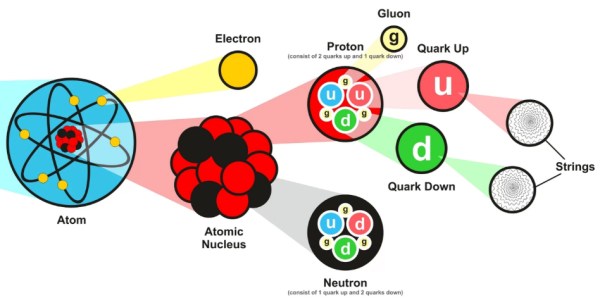 Gluon
g
Electron
Proton
(consist of 2 quarks up and 1 quark down)
Quark Up
g
u u
g g
d
u
d
Quark Down
Strings
Atom
Atomic
Nucleus
g
u d
g g
d
Neutron
(consist of 1 quark up and 2 quarks down)